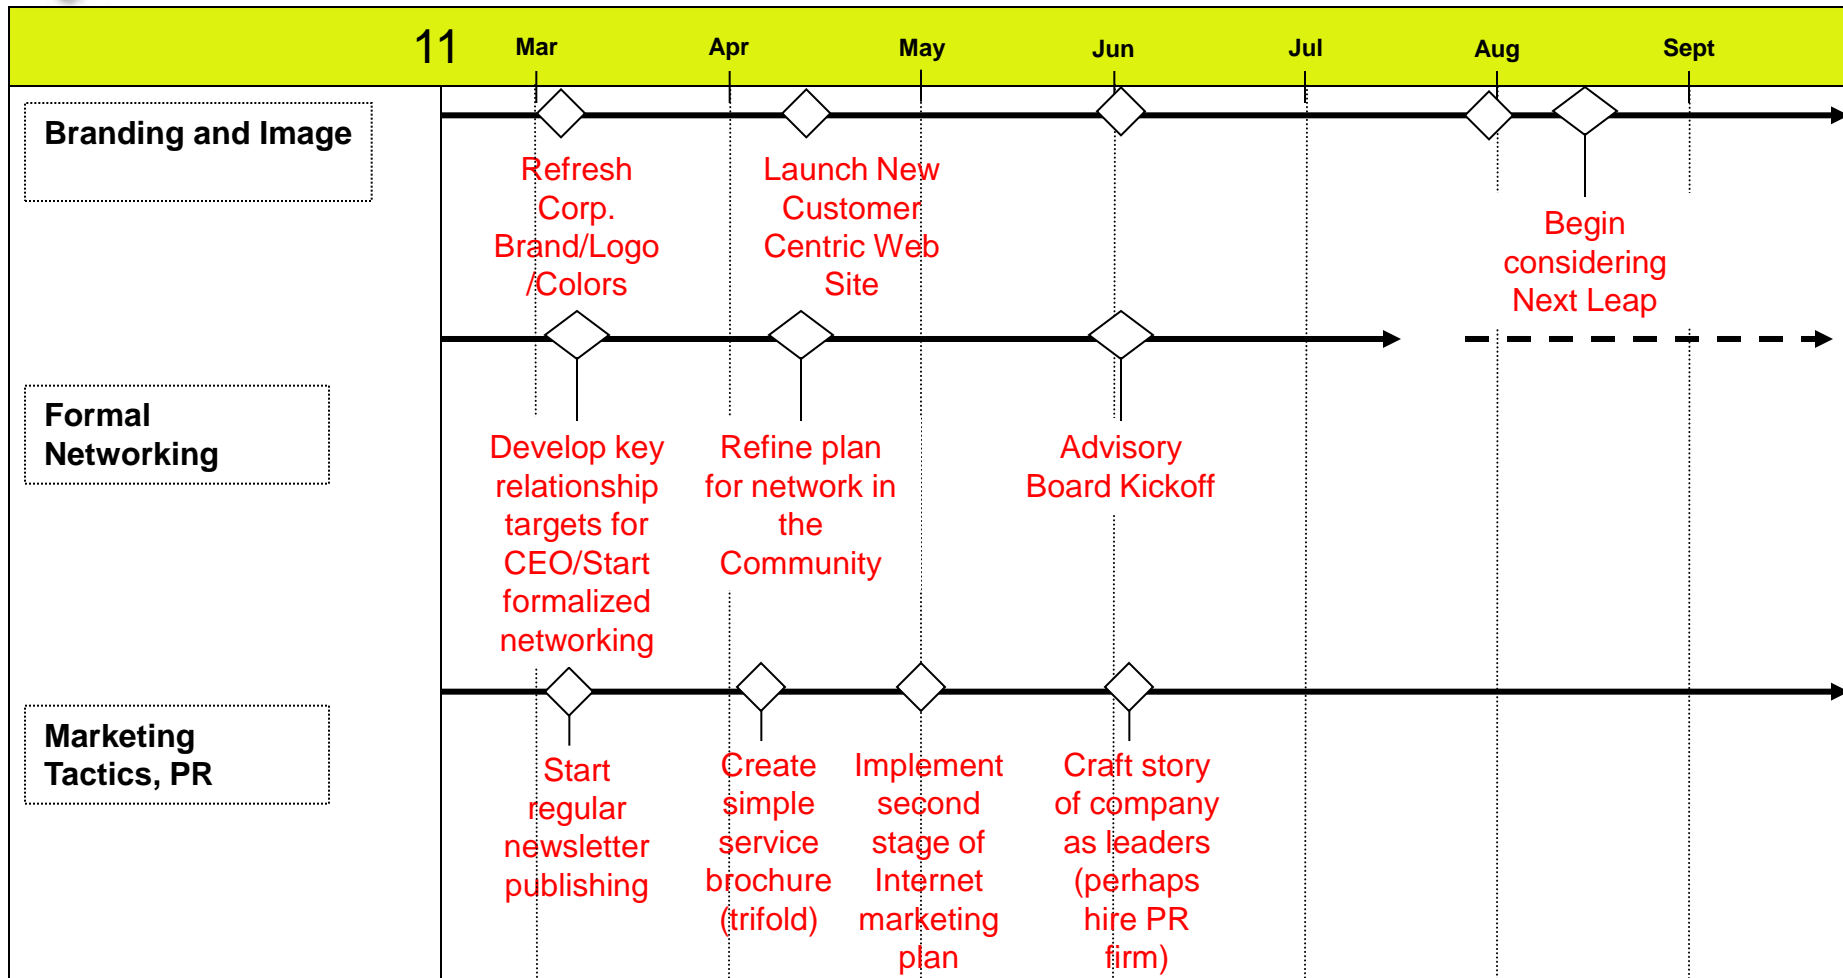 11 Mar Apr May Jun Jul Aug Sept
Branding and Image
Refresh
Corp.
Brand/Logo
/Colors
Launch New
Customer
Centric Web
Site
Begin
considering
Next Leap
Formal
Networking
Develop key
relationship
targets for
CEO/Start
formalized
networking
Refine plan
for network in
the
Community
Advisory
Board Kickoff
Marketing
Tactics, PR
Start
regular
newsletter
publishing
Create
simple
service
brochure
(trifold)
Implement
second
stage of
Internet
marketing
plan
Craft story
of company
as leaders
(perhaps
hire PR
firm)